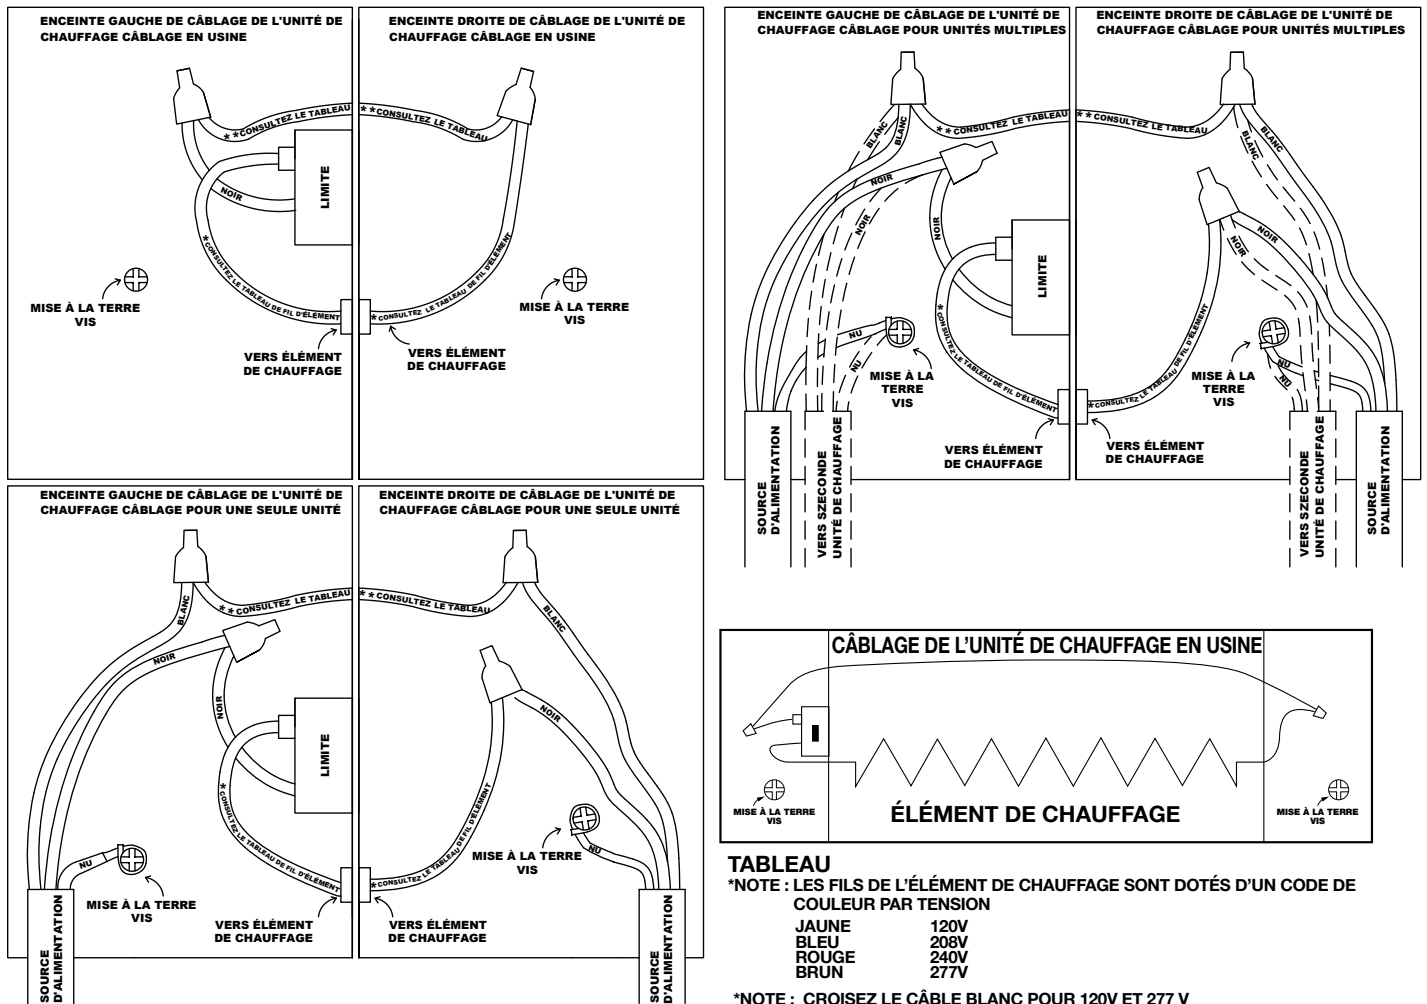 ENCEINTE GAUCHE DE CÂBLAGE DE L'UNITÉ DE
CHAUFFAGE CÂBLAGE EN USINE
**CONSULTEZ LE TABLEAU
NOIR
LIMITE
*CONSULTEZ LE TABLEAU DE FIL D'ÉLÉMENT
MISE À LA TERRE
VIS
VERS ÉLÉMENT
DE CHAUFFAGE
ENCEINTE DROITE DE CÂBLAGE DE L'UNITÉ DE
CHAUFFAGE CÂBLAGE EN USINE
**CONSULTEZ LE TABLEAU
*CONSULTEZ LE TABLEAU DE FIL D'ÉLÉMENT
MISE À LA TERRE
VIS
VERS ÉLÉMENT
DE CHAUFFAGE
ENCEINTE GAUCHE DE CÂBLAGE DE L'UNITÉ DE
CHAUFFAGE CÂBLAGE POUR UNITÉS MULTIPLES
BLANC
BLANC
**CONSULTEZ LE TABLEAU
NOIR
NOIR
NOIR
LIMITE
*CONSULTEZ LE TABLEAU DE FIL D'ÉLÉMENT
NU
NU
MISE À LA
TERRE
VIS
VERS ÉLÉMENT
DE CHAUFFAGE
SOURCE
D'ALIMENTATION
VERS SZECONDE
UNITÉ DE CHAUFFAGE
ENCEINTE DROITE DE CÂBLAGE DE L'UNITÉ DE
CHAUFFAGE CÂBLAGE POUR UNITÉS MULTIPLES
**CONSULTEZ LE TABLEAU
BLANC
BLANC
NOIR
NOIR
*CONSULTEZ LE TABLEAU DE FIL D'ÉLÉMENT
NU
NU
MISE À LA
TERRE
VIS
VERS ÉLÉMENT
DE CHAUFFAGE
VERS SZECONDE
UNITÉ DE CHAUFFAGE
SOURCE
D'ALIMENTATION
ENCEINTE GAUCHE DE CÂBLAGE DE L'UNITÉ DE
CHAUFFAGE CÂBLAGE POUR UNE SEULE UNITÉ
BLANC
**CONSULTEZ LE TABLEAU
NOIR
NOIR
LIMITE
*CONSULTEZ LE TABLEAU DE FIL D'ÉLÉMENT
NU
MISE À LA TERRE
VIS
VERS ÉLÉMENT
DE CHAUFFAGE
SOURCE
D'ALIMENTATION
ENCEINTE DROITE DE CÂBLAGE DE L'UNITÉ DE
CHAUFFAGE CÂBLAGE POUR UNE SEULE UNITÉ
**CONSULTEZ LE TABLEAU
BLANC
NOIR
*CONSULTEZ LE TABLEAU DE FIL D'ÉLÉMENT
NU
MISE À LA TERRE
VIS
VERS ÉLÉMENT
DE CHAUFFAGE
SOURCE
D'ALIMENTATION
CÂBLAGE DE L'UNITÉ DE CHAUFFAGE EN USINE
MISE À LA TERRE
VIS
ÉLÉMENT DE CHAUFFAGE
MISE À LA TERRE
VIS
TABLEAU
*NOTE : LES FILS DE L'ÉLÉMENT DE CHAUFFAGE SONT DOTÉS D'UN CODE DE
COULEUR PAR TENSION
JAUNE 120V
BLEU 208V
ROUGE 240V
BRUN 277V
*NOTE : CROISEZ LE CÂBLE BLANC POUR 120V ET 277 V